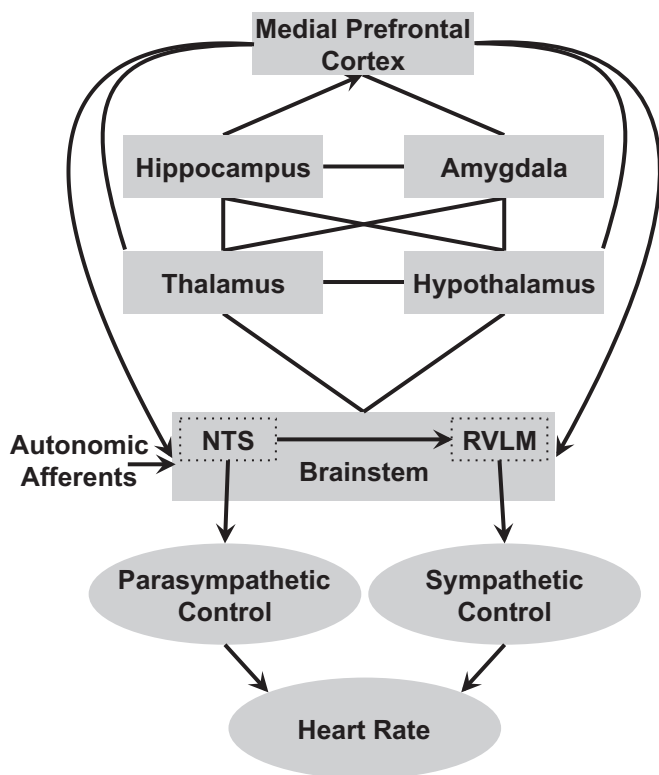 Medial Prefrontal
Cortex
Hippocampus
Amygdala
Thalamus
Hypothalamus
Autonomic
Afferents
NTS
RVLM
Brainstem
Parasympathetic
Control
Sympathetic
Control
Heart Rate